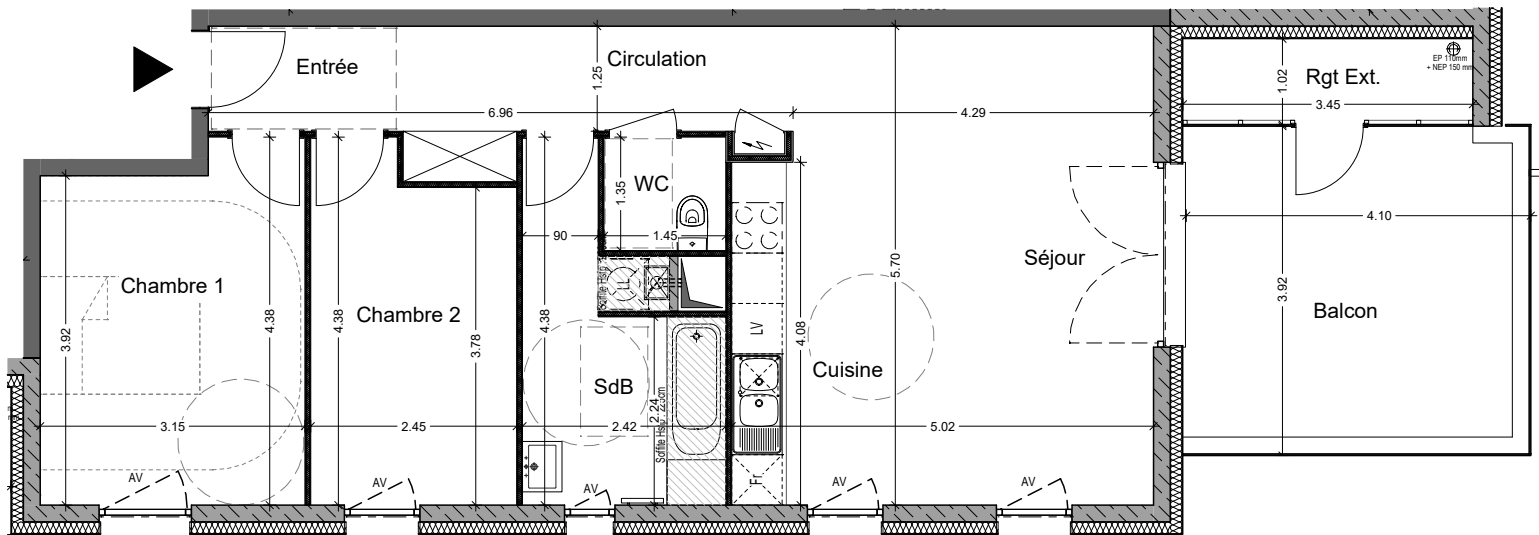 Entrée
Circulation
1.25
6.96
4.29
Rgt Ext.
EP 110mm
+ NEP 150 mm
1.02
3.45
WC
1.35
90
1.45
4.10
Séjour
5.70
Chambre 1
Chambre 2
LL
Balcon
3.92
4.38
4.38
3.78
4.38
LV
4.08
3.92
Cuisine
SdB
2.24
3.15
2.45
2.42
5.02
Fr
AV
AV
AV
AV
AV